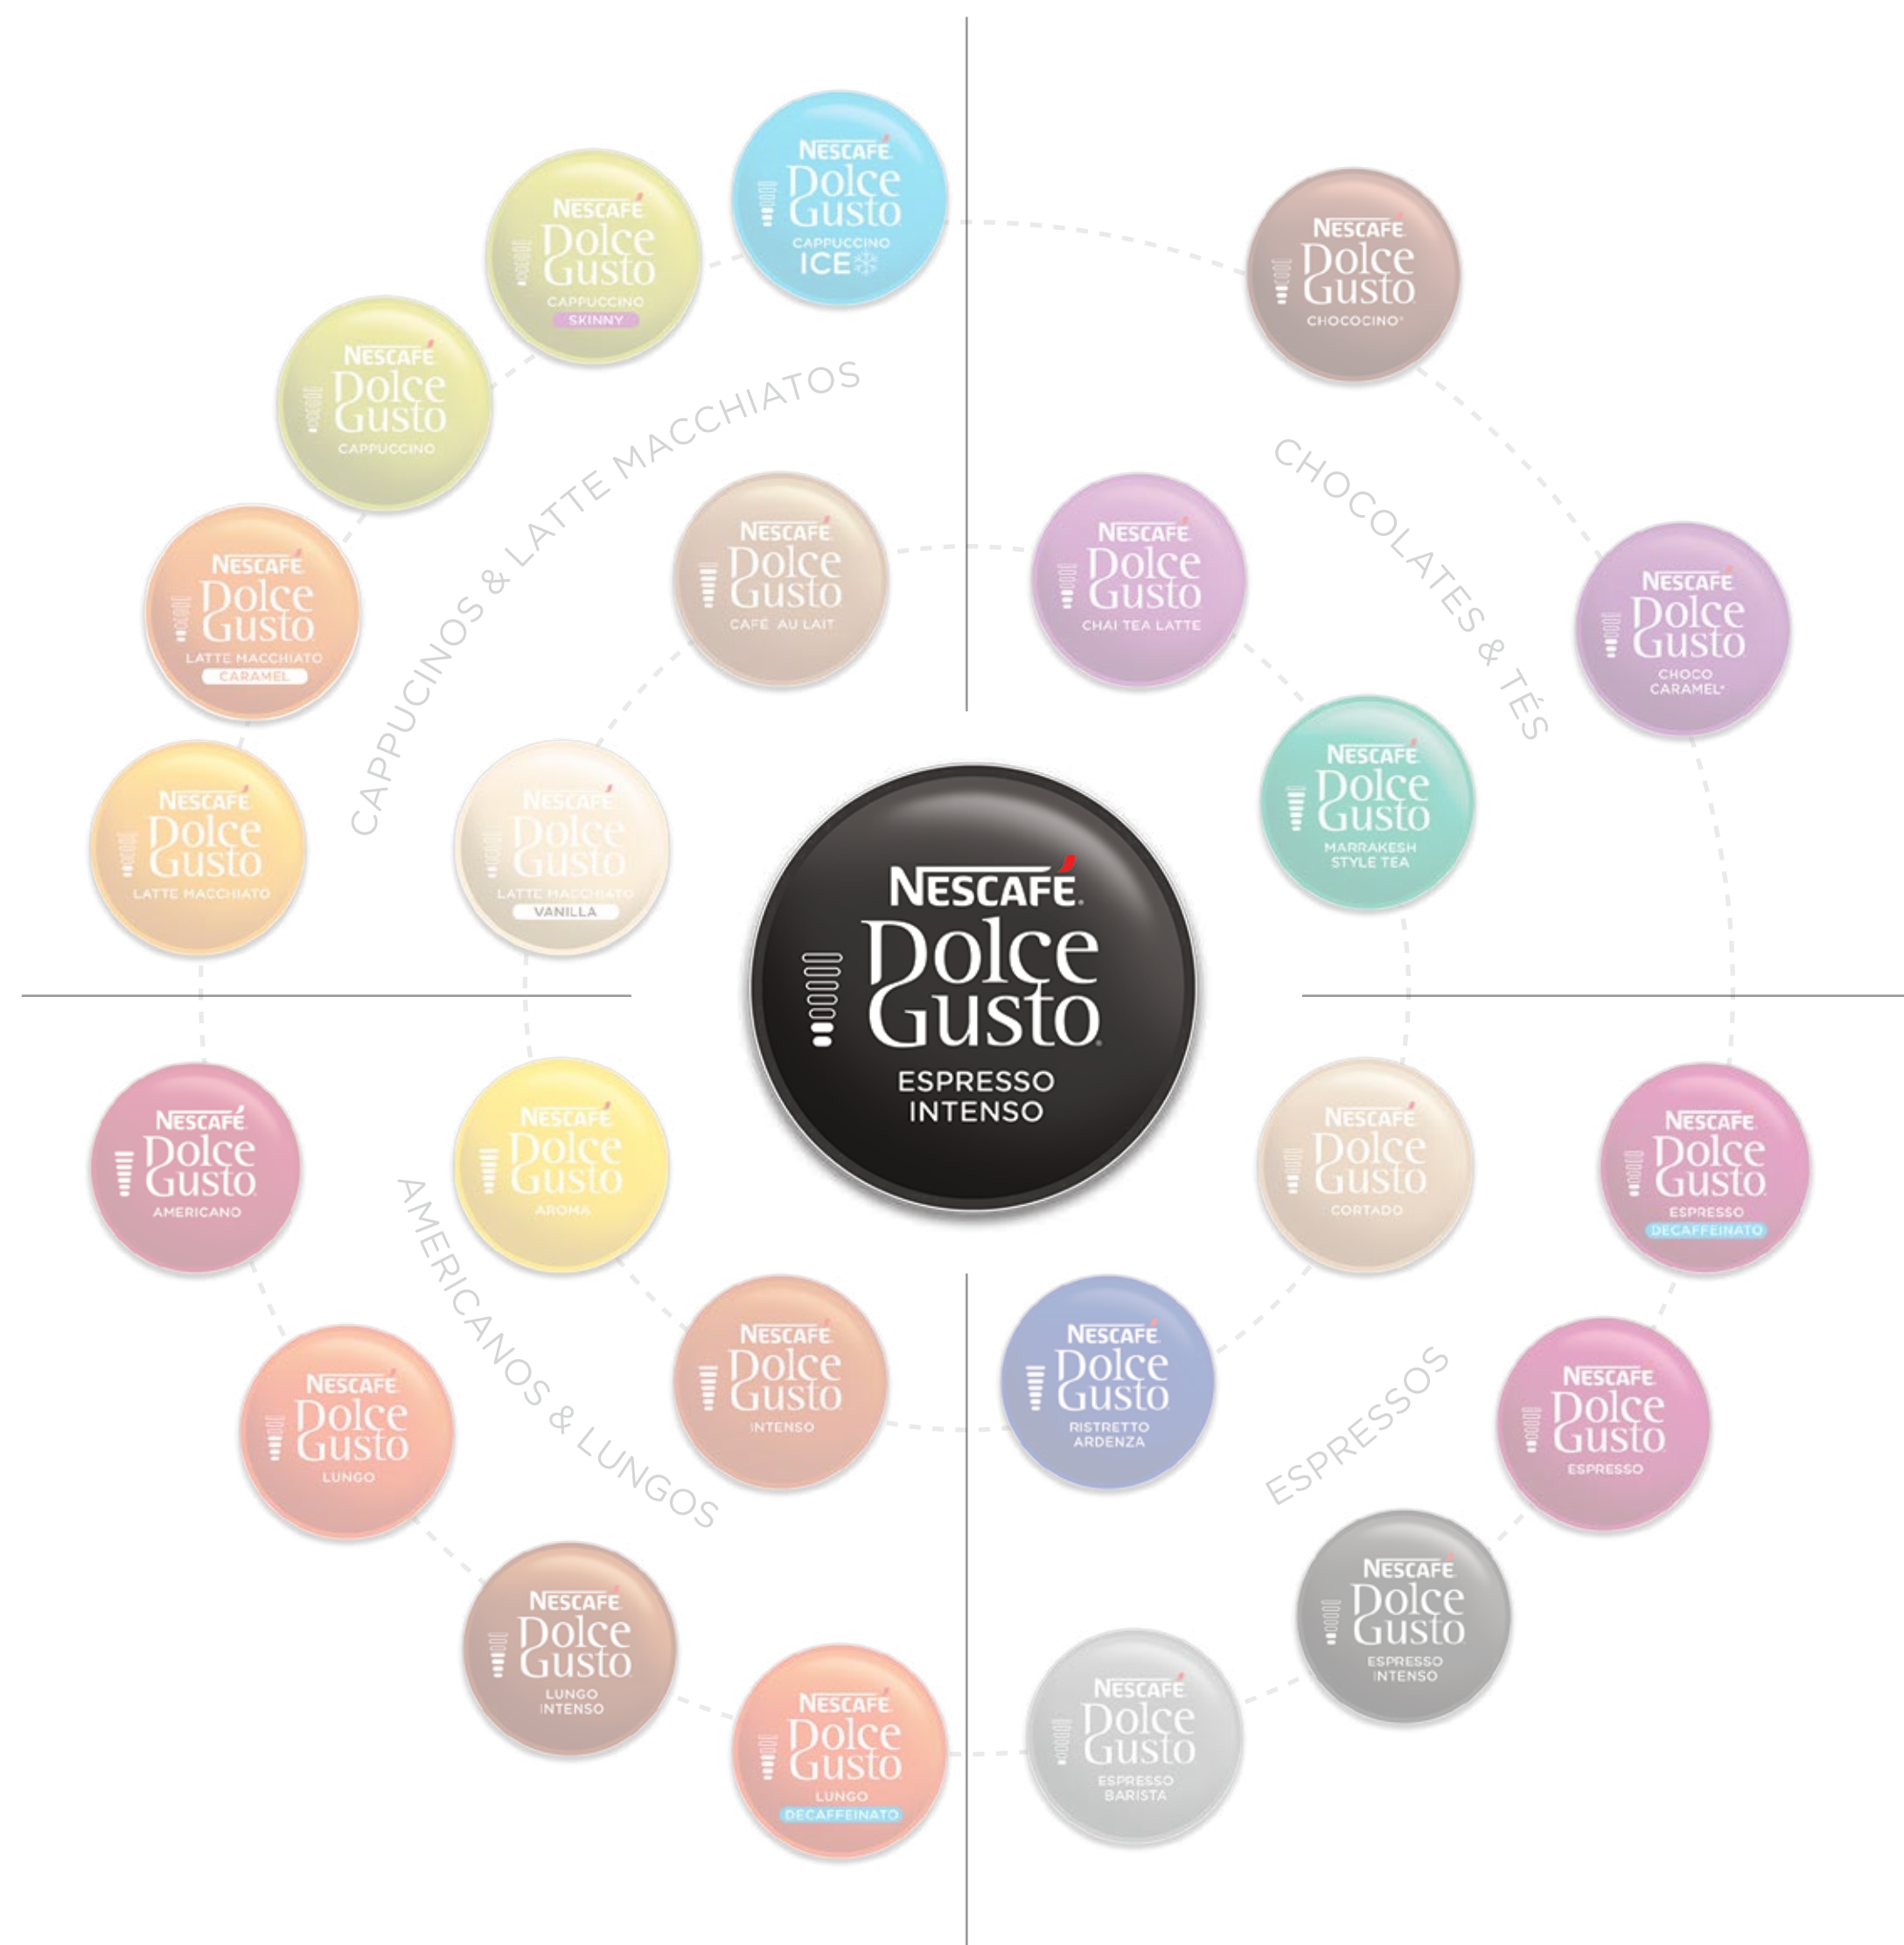 NESCAFÉ
Dolce
Gusto
CAPPUCCINO
ICE
NESCAFÉ
Dolce
Gusto
CAPPUCCINO
SKINNY
NESCAFÉ
Dolce
Gusto
CAPPUCCINO
NESCAFÉ
Dolce
Gusto
LATTE MACCHIATO
CARAMEL
NESCAFÉ
Dolce
Gusto
LATTE MACCHIATO
CAPPUCINOS & LATTE MACCHIATOS
NESCAFÉ
Dolce
Gusto
CAFÉ AU LAIT
NESCAFÉ
Dolce
Gusto
LATTE MACCHIATO
VANILLA
NESCAFÉ
Dolce
Gusto
CHOCOCINO*
CHOCOLATES & TÉS
NESCAFÉ
Dolce
Gusto
CHAI TEA LATTE
NESCAFÉ
Dolce
Gusto
CHOCO
CARAMEL*
NESCAFÉ
Dolce
Gusto
MARRAKESH
STYLE TEA
NESCAFÉ
Dolce
Gusto
ESPRESSO
INTENSO
NESCAFÉ
Dolce
Gusto
AMERICANO
NESCAFÉ
Dolce
Gusto
AROMA
AMERICANOS & LUNGOS
NESCAFÉ
Dolce
Gusto
INTENSO
NESCAFÉ
Dolce
Gusto
LUNGO
NESCAFÉ
Dolce
Gusto
LUNGO
INTENSO
NESCAFÉ
Dolce
Gusto
LUNGO
DECAFFEINATO
NESCAFÉ
Dolce
Gusto
CORTADO
NESCAFÉ
Dolce
Gusto
ESPRESSO
DECAFFEINATO
NESCAFÉ
Dolce
Gusto
RISTRETTO
ARDENZA
ESPRESSOS
NESCAFÉ
Dolce
Gusto
ESPRESSO
NESCAFÉ
Dolce
Gusto
ESPRESSO
INTENSO
NESCAFÉ
Dolce
Gusto
ESPRESSO
BARISTA